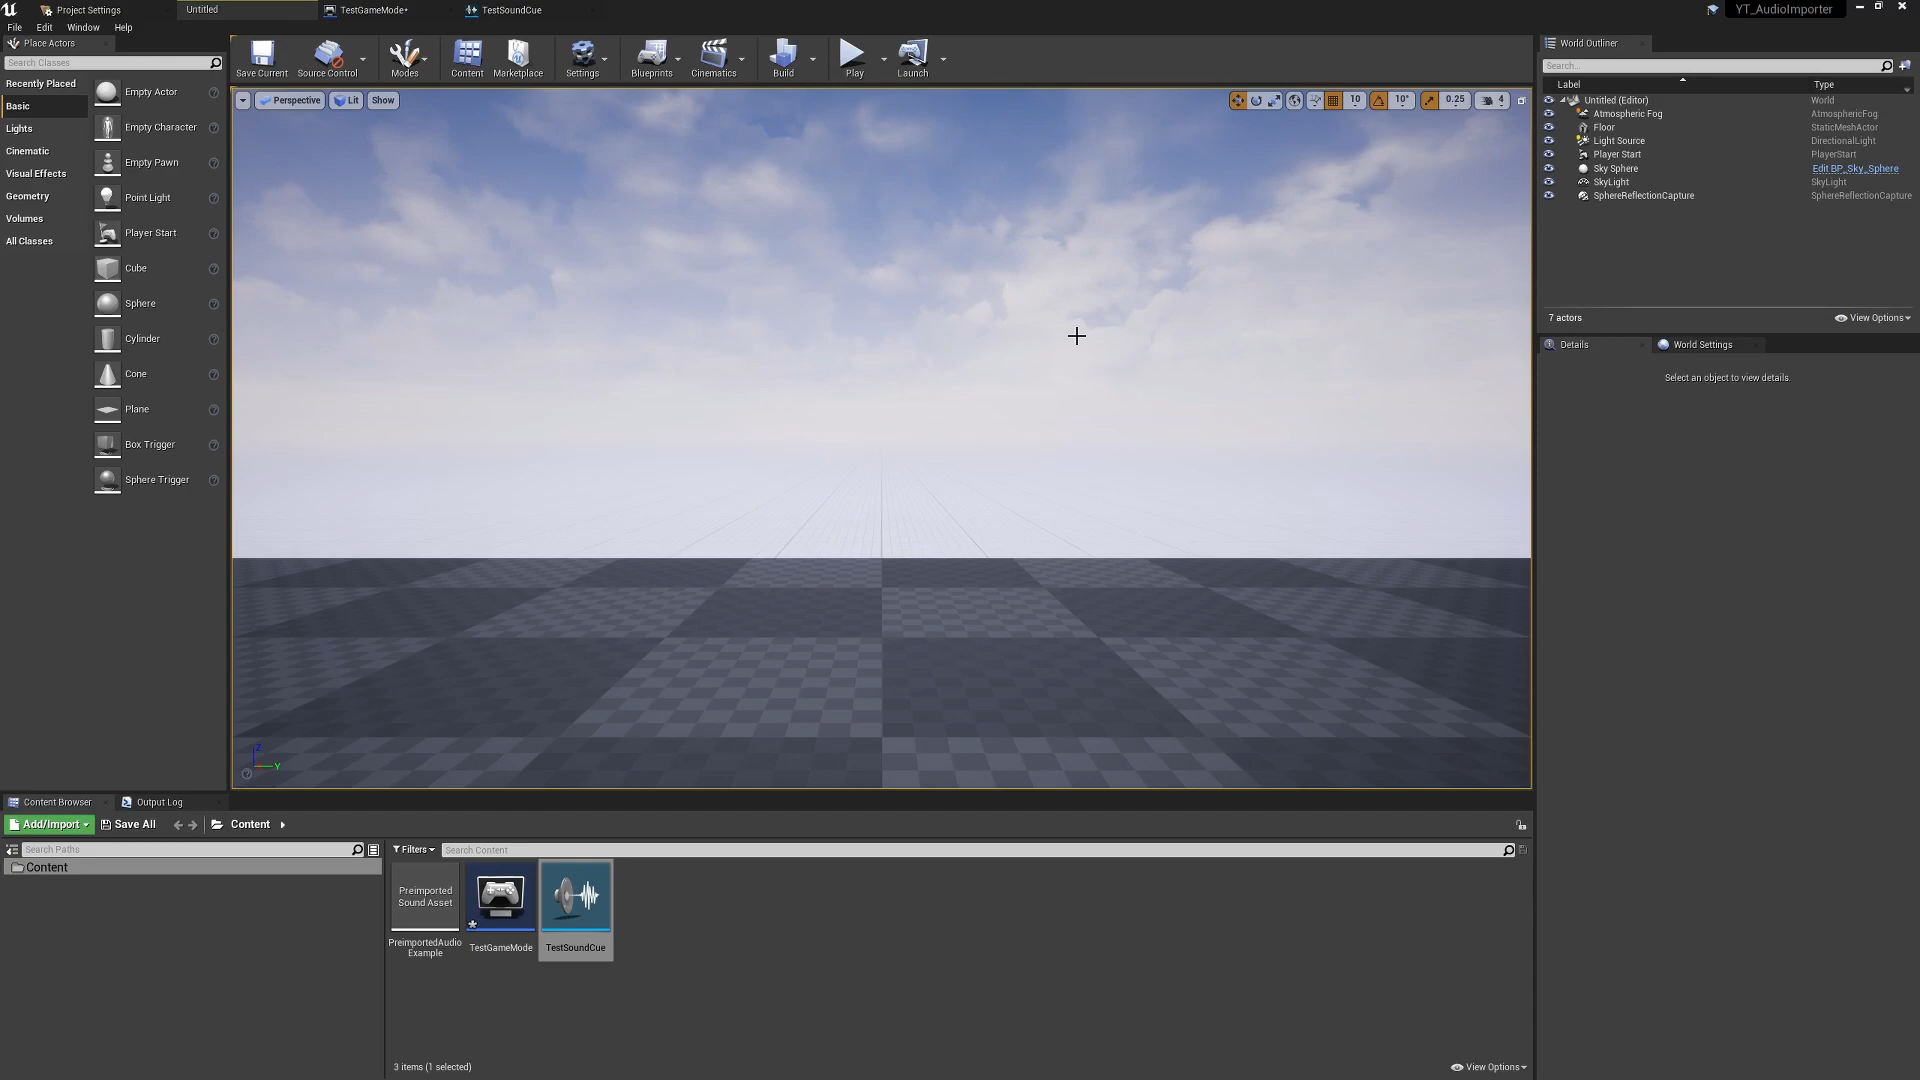 Project Settings
Untitled
TestGameMode*
TestSoundCue
YT_AudioImporter
File Edit Window Help
Place Actors
Search Classes
Recently Placed
Basic
Lights
Cinematic
Visual Effects
Geometry
Volumes
All Classes
Empty Actor
Empty Character
Empty Pawn
Point Light
Player Start
Cube
Sphere
Cylinder
Cone
Plane
Box Trigger
Sphere Trigger
Save Current
Source Control
Modes
Content
Marketplace
Settings
Blueprints
Cinematics
Build
Play
Launch
Perspective
Lit
Show
10
10°
0.25
4
Z
Y
World Outliner
Search...
Label Type
Untitled (Editor) World
Atmospheric Fog AtmosphericFog
Floor StaticMeshActor
Light Source DirectionalLight
Player Start PlayerStart
Sky Sphere Edit BP_Sky_Sphere
SkyLight SkyLight
SphereReflectionCapture SphereReflectionCapture
7 actors
View Options
Details
World Settings
Select an object to view details.
Content Browser
Output Log
Add/Import
Save All
Content
Search Paths
Content
Filters
Search Content
Preimported
Sound Asset
PreimportedAudio
Example
TestGameMode
TestSoundCue
3 items (1 selected)
View Options